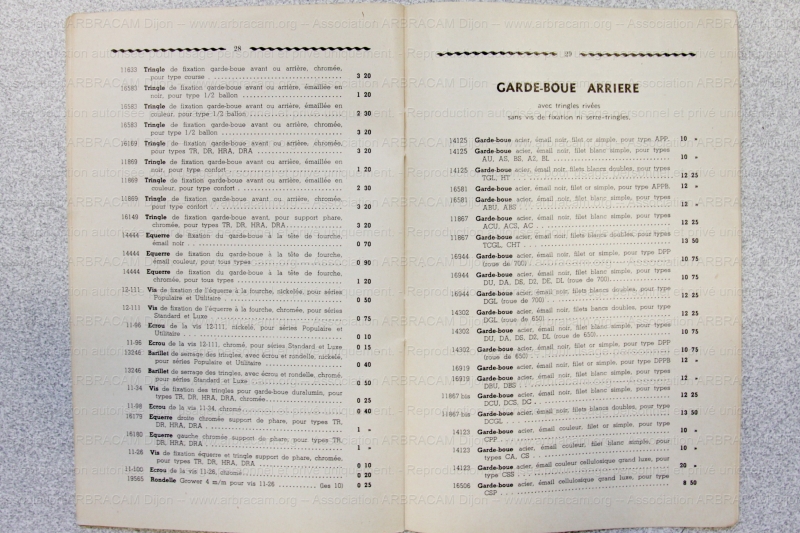 28
11633 Tringle de fixation garde-boue avant ou arrière, chromée,
pour type course 3 20
16583 Tringle de fixation garde-boue avant ou arrière, émaillée en
noir, pour type 1/2 ballon 1 20
16583 Tringle de fixation garde-boue avant ou arrière, émaillée en
couleur, pour type 1/2 ballon 2 30
16583 Tringle de fixation garde-boue avant ou arrière, chromée,
pour type 1/2 ballon 3 20
16169 Tringle de fixation garde-boue avant ou arrière, chromée,
pour types TR, DR, HRA, DRA 3 20
11869 Tringle de fixation garde-boue avant ou arrière, émaillée en
noir, pour type confort 1 20
11869 Tringle de fixation garde-boue avant ou arrière, émaillée en
couleur, pour type confort 2 30
11869 Tringle de fixation garde-boue avant ou arrière, chromée,
pour type confort 3 20
16149 Tringle de fixation garde-boue avant, pour support phare,
chromée, pour types TR, DR, HRA, DRA 3 20
14444 Equerre de fixation du garde-boue à la tête de fourche,
émail noir 0 70
14444 Equerre de fixation du garde-boue à la tête de fourche,
émail couleur, pour tous types 0 90
14444 Equerre de fixation du garde-boue à la tête de fourche,
chromée, pour tous types 1 20
12-111 Vis de fixation de l'équerre à la fourche, nickelée, pour séries
Populaire et Utilitaire 0 50
12-111 Vis de fixation de l'équerre à la fourche, chromée, pour séries
Standard et Luxe 0 75
11-96 Ecrou de la vis 12-111, nickelé, pour séries Populaire et
Utilitaire 0 10
11-96 Ecrou de la vis 12-111, chromé, pour séries Standard et Luxe 0 15
13246 Barillet de serrage des tringles, avec écrou et rondelle, nickelé,
pour séries Populaire et Utilitaire 0 40
13246 Barillet de serrage des tringles, avec écrou et rondelle, chromé,
pour séries Standard et Luxe 0 50
11-34 Vis de fixation des tringles pour garde-boue duralumin, pour
types TR, DR, HRA, DRA, chromée 0 25
11-98 Ecrou de la vis 11-34, chromé 0 40
16179 Equerre droite chromée support de phare, pour types TR,
DR, HRA, DRA 1 »
16180 Equerre gauche chromée support de phare, pour types TR,
DR, HRA, DRA 1 »
11-26 Vis de fixation équerre et tringle support de phare, chromée,
pour types TR, DR, HRA, DRA 0 10
11-100 Ecrou de la vis 11-26, chromé 0 20
19565 Rondelle Grower 4 m/m pour vis 11-26 (les 10) 0 25
29
GARDE-BOUE ARRIERE
avec tringles rivées
sans vis de fixation ni serre-tringles.
14125 Garde-boue acier, émail noir, filet or simple, pour type APP. 10 »
14125 Garde-boue acier, émail noir, filet blanc simple, pour types
AU, AS, BS, AZ, BL 10 »
14125 Garde-boue acier, émail noir, filets blancs doubles, pour types
TGL, HT 12 25
16581 Garde-boue acier, émail noir, filet or simple, pour type APPB. 12 »
16581 Garde-boue acier, émail noir, filet blanc simple, pour types
ABU, ABS 12 »
11867 Garde-boue acier, émail noir, filet blanc simple, pour types
ACU, ACS, AC 12 25
11867 Garde-boue acier, émail noir, filets blancs doubles, pour types
TCGL, CHT 13 50
16944 Garde-boue acier, émail noir, filet or simple, pour type DPP
(roue de 700) 10 75
16944 Garde-boue acier, émail noir, filet blanc simple, pour types
DU, DA, DS, DZ, DE, DL (roue de 700) 10 75
16944 Garde-boue acier, émail noir, filets blancs doubles, pour type
DGL (roue de 700) 12 25
14302 Garde-boue acier, émail noir, filets blancs doubles, pour type
DGL (roue de 650) 12 25
14302 Garde-boue acier, émail noir, filet blanc simple, pour types
DU, DA, DS, DZ, DL (roue de 650) 10 75
14302 Garde-boue acier, émail noir, filet or simple, pour type DPP
(roue de 650) 10 75
16919 Garde-boue acier, émail noir, filet or simple, pour type DPPB 12 »
16919 Garde-boue acier, émail noir, filet blanc simple, pour types
DBU, DBS 12 »
11867 bis Garde-boue acier, émail noir, filet blanc simple, pour types
DCU, DCS, DC 12 25
11867 bis Garde-boue acier, émail noir, filets blancs doubles, pour type
DCGL 13 50
14123 Garde-boue acier, émail couleur, filet or simple, pour type
CPP 10 »
14123 Garde-boue acier, émail couleur, filet blanc simple, pour
types CA, CS 10 »
14123 Garde-boue acier, émail couleur cellulosique grand luxe, pour
type CSS 20 »
16506 Garde-boue acier, émail couleur cellulosique grand luxe, pour type
CSP 8 50